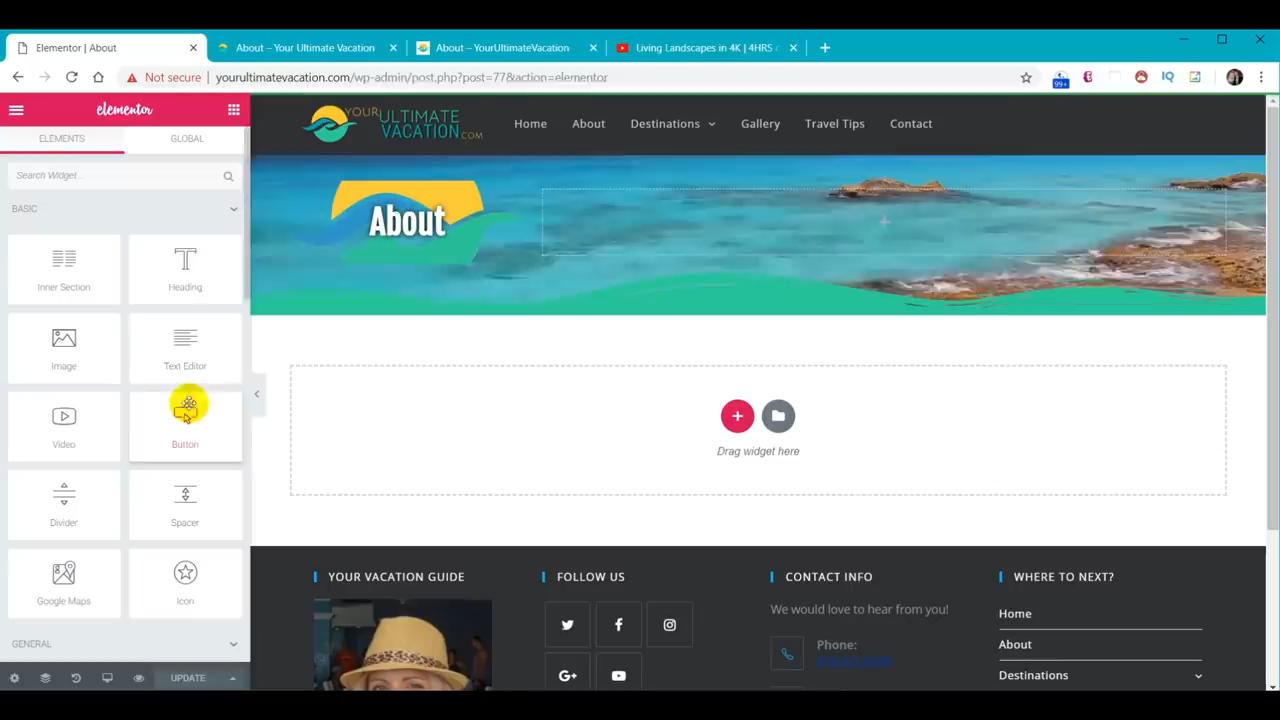 Elementor | About
About – Your Ultimate Vacation
About – YourUltimateVacation
Living Landscapes in 4K | 4HRS
Not secure
yourultimatevacation.com/wp-admin/post.php?post=77&action=elementor
99+
IQ
elementor
ELEMENTS
GLOBAL
Search Widget...
BASIC
Inner Section
Heading
Image
Text Editor
Video
Button
Divider
Spacer
Google Maps
Icon
GENERAL
UPDATE
YOUR ULTIMATE
VACATION.COM
Home
About
Destinations
Gallery
Travel Tips
Contact
About
Drag widget here
YOUR VACATION GUIDE
FOLLOW US
G+
CONTACT INFO
We would love to hear from you!
Phone:
WHERE TO NEXT?
Home
About
Destinations